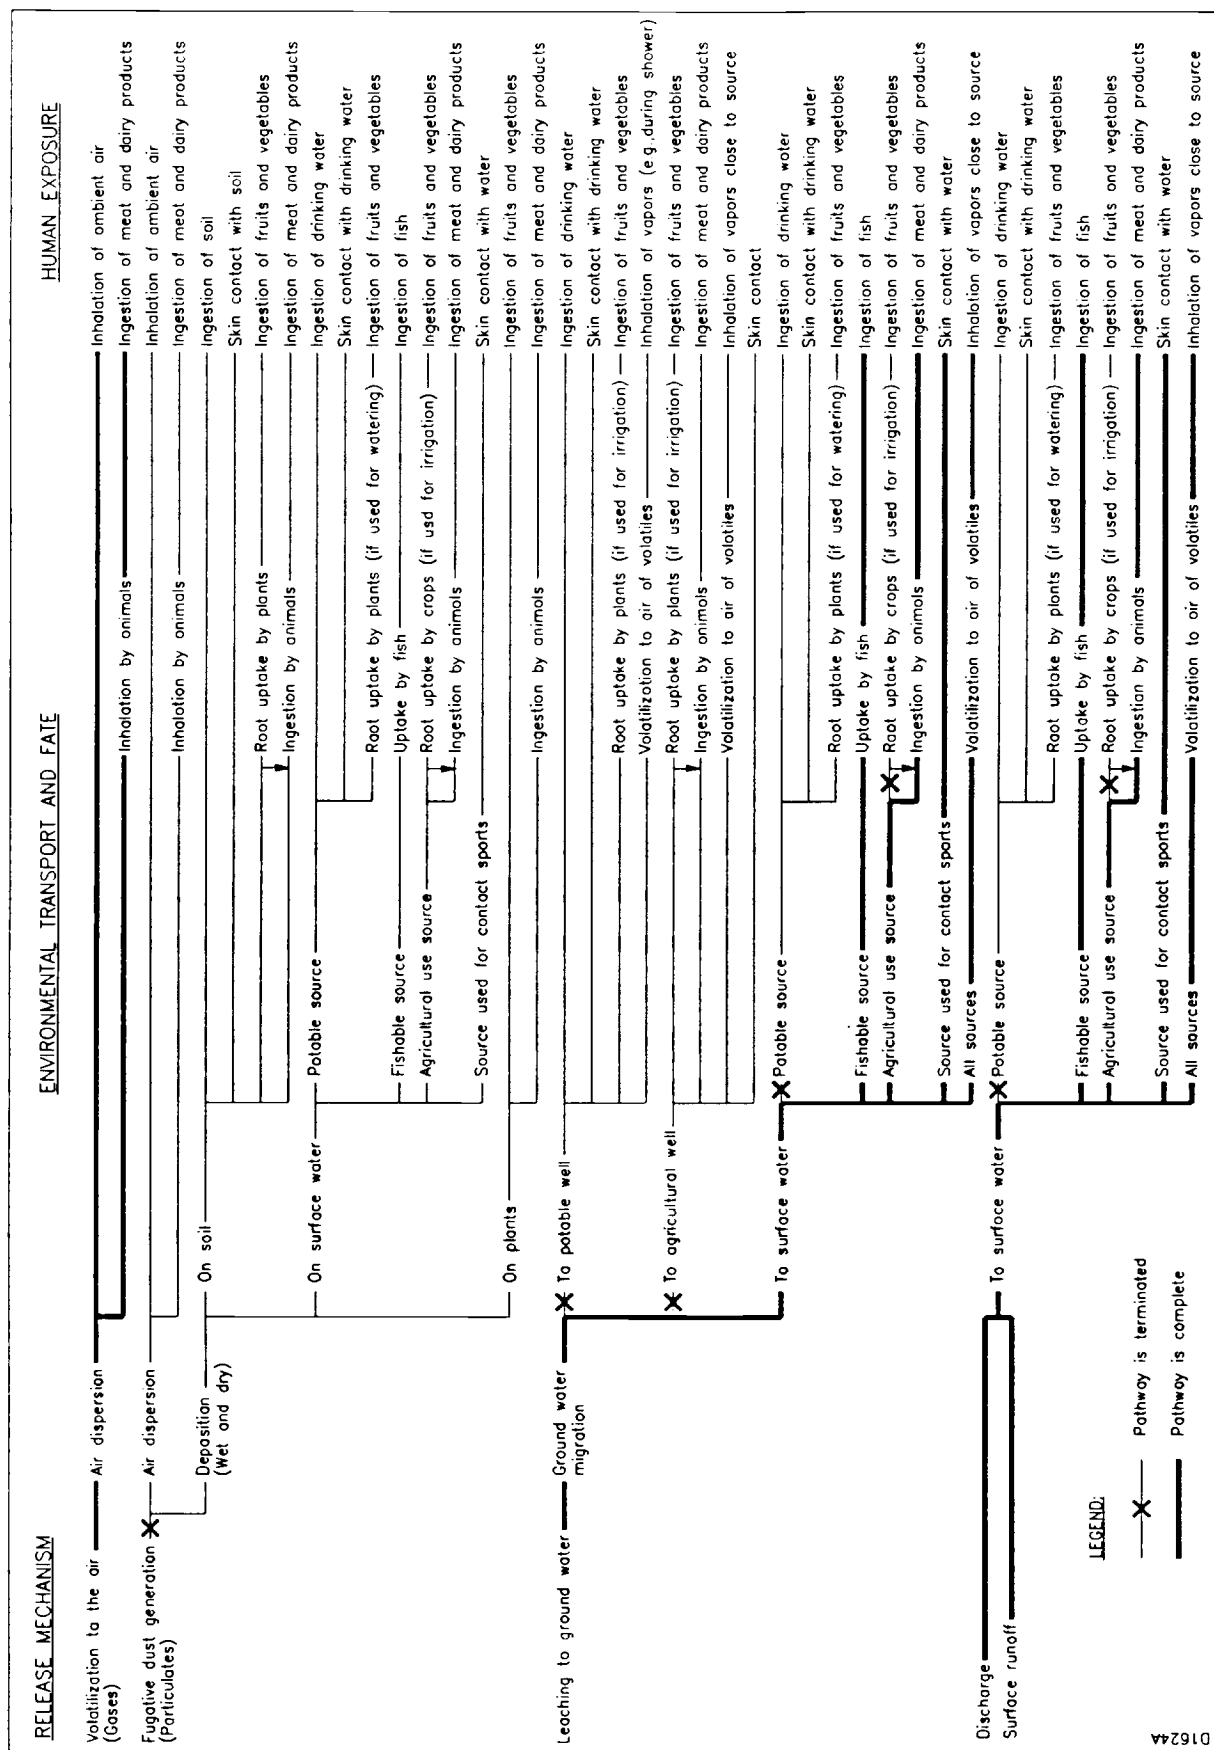 RELEASE MECHANISM
ENVIRONMENTAL TRANSPORT AND FATE
HUMAN EXPOSURE
Volatilization to the air
(Gases)
Air dispersion
Inhalation of ambient air
Inhalation by animals
Ingestion of meat and dairy products
Fugative dust generation
(Particulates)
Air dispersion
Inhalation of ambient air
Inhalation by animals
Ingestion of meat and dairy products
Deposition
(Wet and dry)
On soil
Ingestion of soil
Skin contact with soil
Root uptake by plants
Ingestion of fruits and vegetables
Ingestion by animals
Ingestion of meat and dairy products
On surface water
Potable source
Ingestion of drinking water
Skin contact with drinking water
Root uptake by plants (if used for watering)
Ingestion of fruits and vegetables
Fishable source
Uptake by fish
Ingestion of fish
Agricultural use source
Root uptake by crops (if usd for irrigation)
Ingestion of fruits and vegetables
Ingestion by animals
Ingestion of meat and dairy products
Source used for contact sports
Skin contact with water
On plants
Ingestion of fruits and vegetables
Ingestion by animals
Ingestion of meat and dairy products
Leaching to ground water
Ground water
migration
To potable well
Ingestion of drinking water
Skin contact with drinking water
Root uptake by plants (if used for irrigation)
Ingestion of fruits and vegetables
Volatilization to air of volatiles
Inhalation of vapors (e.g.,during shower)
To agricultural well
Root uptake by plants (if used for irrigation)
Ingestion of fruits and vegetables
Ingestion by animals
Ingestion of meat and dairy products
Volatilization to air of volatiles
Inhalation of vapors close to source
Skin contact
To surface water
Potable source
Ingestion of drinking water
Skin contact with drinking water
Root uptake by plants (if used for watering)
Ingestion of fruits and vegetables
Fishable source
Uptake by fish
Ingestion of fish
Agricultural use source
Root uptake by crops (if used for irrigation)
Ingestion of fruits and vegetables
Ingestion by animals
Ingestion of meat and dairy products
Source used for contact sports
Skin contact with water
All sources
Volatilization to air of volatiles
Inhalation of vapors close to source
Discharge
Surface runoff
To surface water
Potable source
Ingestion of drinking water
Skin contact with drinking water
Root uptake by plants (if used for watering)
Ingestion of fruits and vegetables
Fishable source
Uptake by fish
Ingestion of fish
Agricultural use source
Root uptake by crops (if used for irrigation)
Ingestion of fruits and vegetables
Ingestion by animals
Ingestion of meat and dairy products
Source used for contact sports
Skin contact with water
All sources
Volatilization to air of volatiles
Inhalation of vapors close to source
LEGEND:
Pathway is terminated
Pathway is complete
D1624A